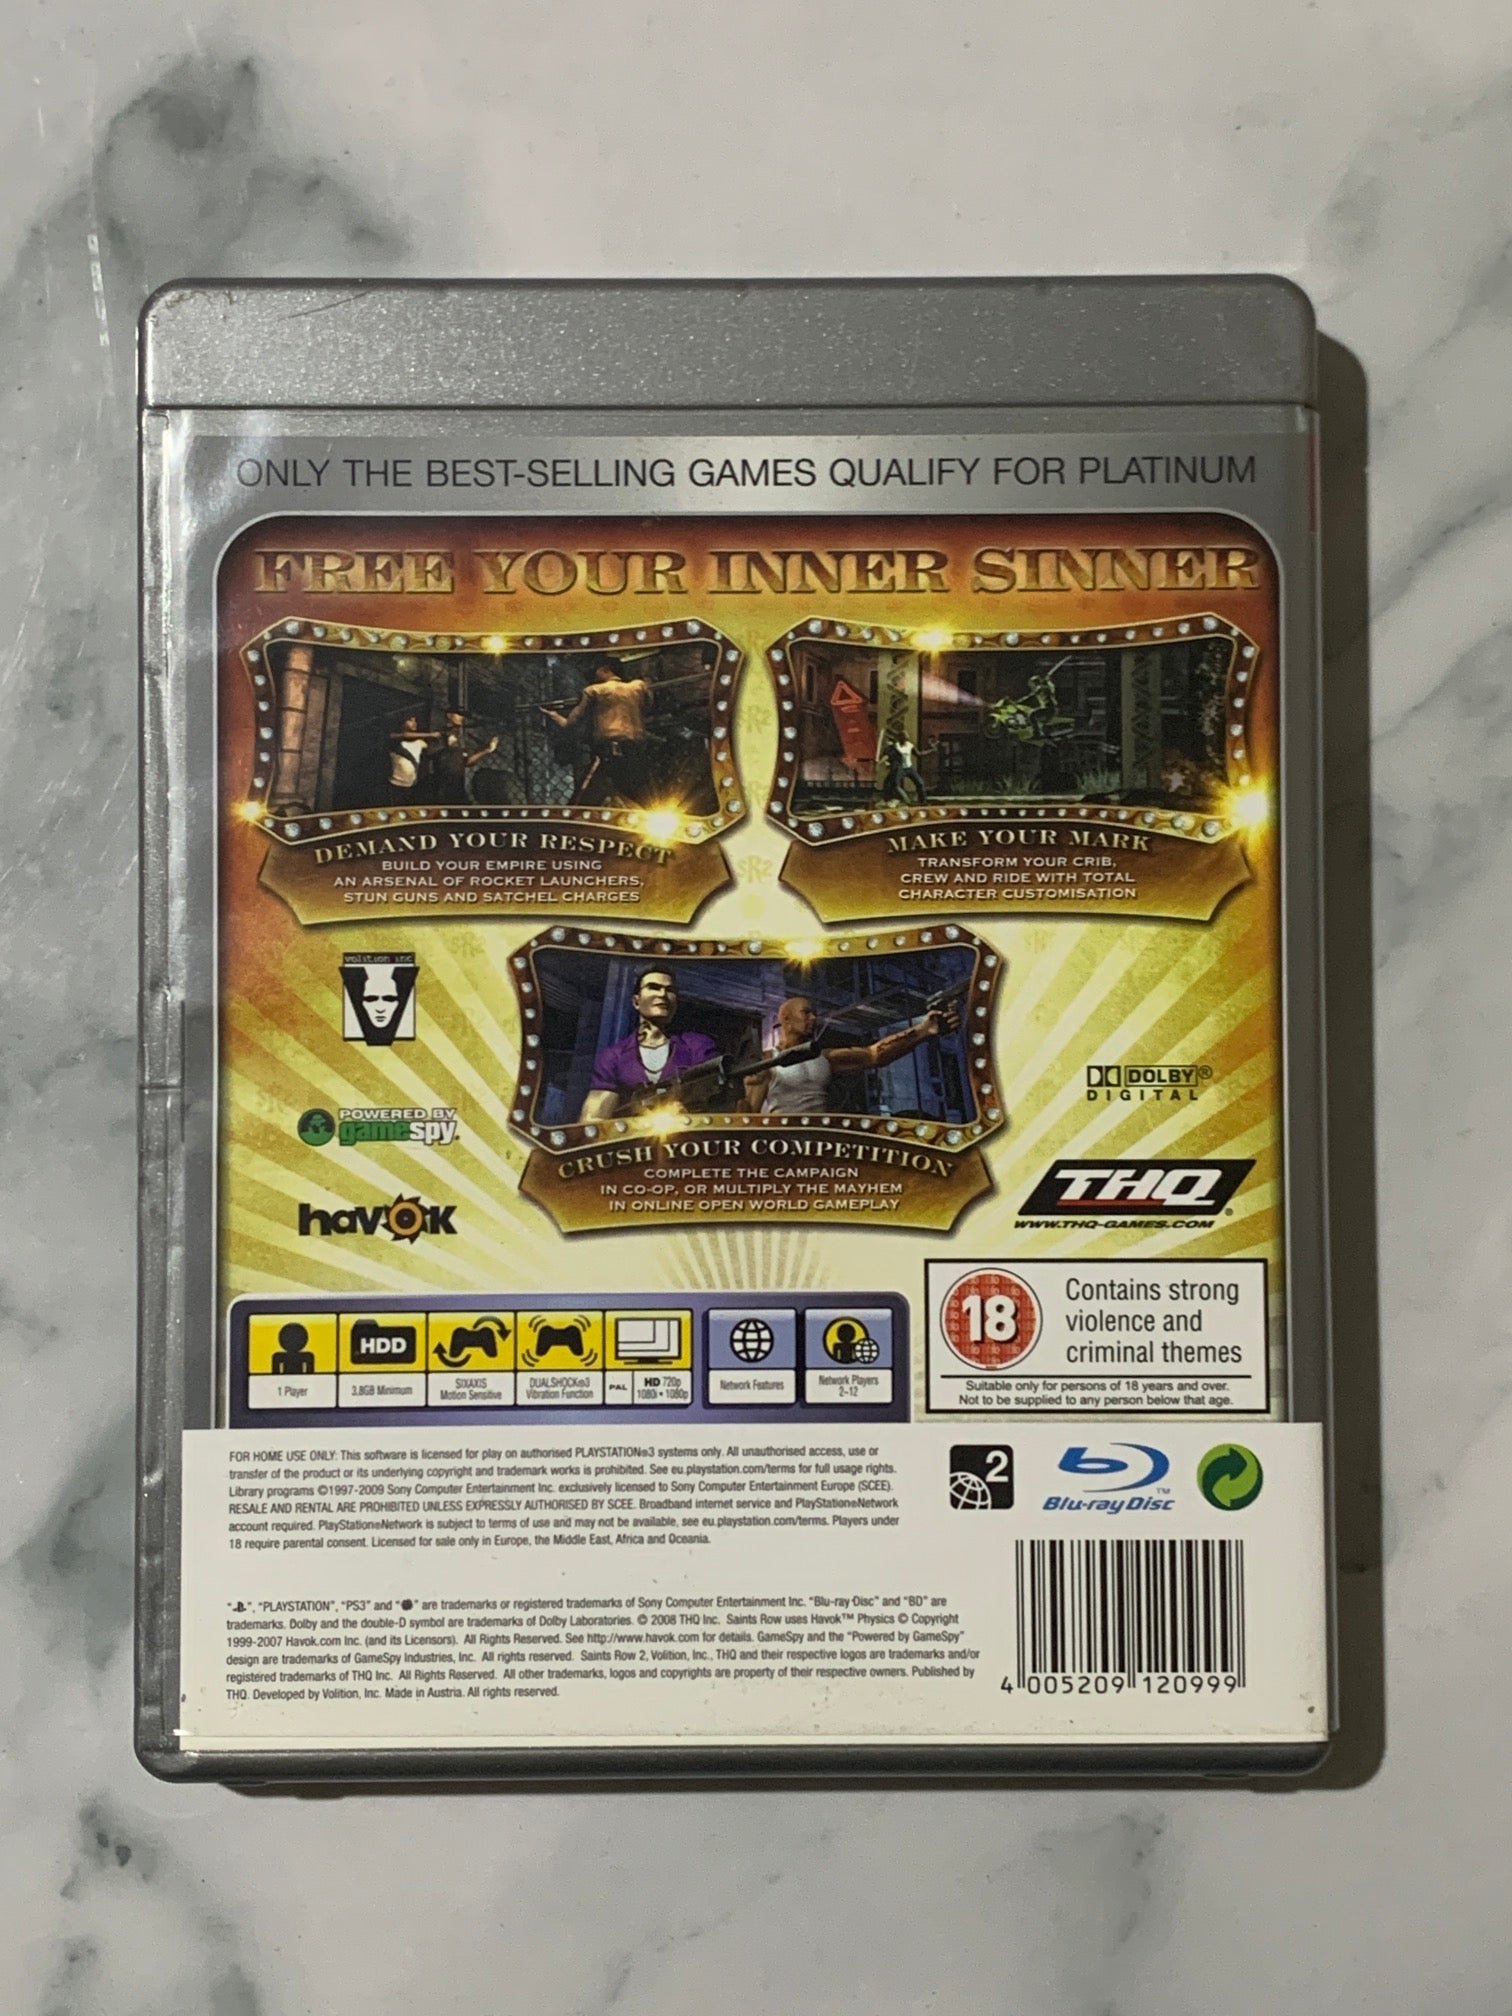 ONLY THE BEST-SELLING GAMES QUALIFY FOR PLATINUM
FREE YOUR INNER SINNER
DEMAND YOUR RESPECT
BUILD YOUR EMPIRE USING
AN ARSENAL OF ROCKET LAUNCHERS,
STUN GUNS AND SATCHEL CHARGES
MAKE YOUR MARK
TRANSFORM YOUR CRIB,
CREW AND RIDE WITH TOTAL
CHARACTER CUSTOMISATION
volition inc
V
POWERED BY
gamespy
havok
CRUSH YOUR COMPETITION
COMPLETE THE CAMPAIGN
IN CO-OP, OR MULTIPLY THE MAYHEM
IN ONLINE OPEN WORLD GAMEPLAY
DOLBY®
DIGITAL
THQ®
WWW.THQ-GAMES.COM
1 Player
HDD
3,8GB Minimum
SIXAXIS
Motion Sensitive
DUALSHOCK®3
Vibration Function
PAL
HD 720p
1080i • 1080p
Network Features
Network Players
2-12
18
Contains strong
violence and
criminal themes
Suitable only for persons of 18 years and over.
Not to be supplied to any person below that age.
FOR HOME USE ONLY: This software is licensed for play on authorised PLAYSTATION®3 systems only. All unauthorised access, use or
transfer of the product or its underlying copyright and trademark works is prohibited. See eu.playstation.com/terms for full usage rights.
Library programs ©1997-2009 Sony Computer Entertainment Inc. exclusively licensed to Sony Computer Entertainment Europe (SCEE).
RESALE AND RENTAL ARE PROHIBITED UNLESS EXPRESSLY AUTHORISED BY SCEE. Broadband internet service and PlayStation®Network
account required. PlayStation®Network is subject to terms of use and may not be available, see eu.playstation.com/terms. Players under
18 require parental consent. Licensed for sale only in Europe, the Middle East, Africa and Oceania.
2
Blu-ray Disc™
" ", "PLAYSTATION", "PS3" and " " are trademarks or registered trademarks of Sony Computer Entertainment Inc. "Blu-ray Disc" and "BD" are
trademarks. Dolby and the double-D symbol are trademarks of Dolby Laboratories. © 2008 THQ Inc. Saints Row uses Havok™ Physics © Copyright
1999-2007 Havok.com Inc. (and its Licensors). All Rights Reserved. See http://www.havok.com for details. GameSpy and the "Powered by GameSpy"
design are trademarks of GameSpy Industries, Inc. All rights reserved. Saints Row 2, Volition, Inc., THQ and their respective logos are trademarks and/or
registered trademarks of THQ Inc. All Rights Reserved. All other trademarks, logos and copyrights are property of their respective owners. Published by
THQ. Developed by Volition, Inc. Made in Austria. All rights reserved.
4 005209 120999